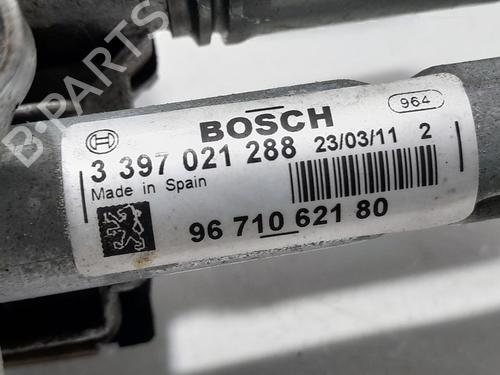 B-PARTS
964
BOSCH
3 397 021 288 23/03/11 2
Made in Spain
96 710 621 80